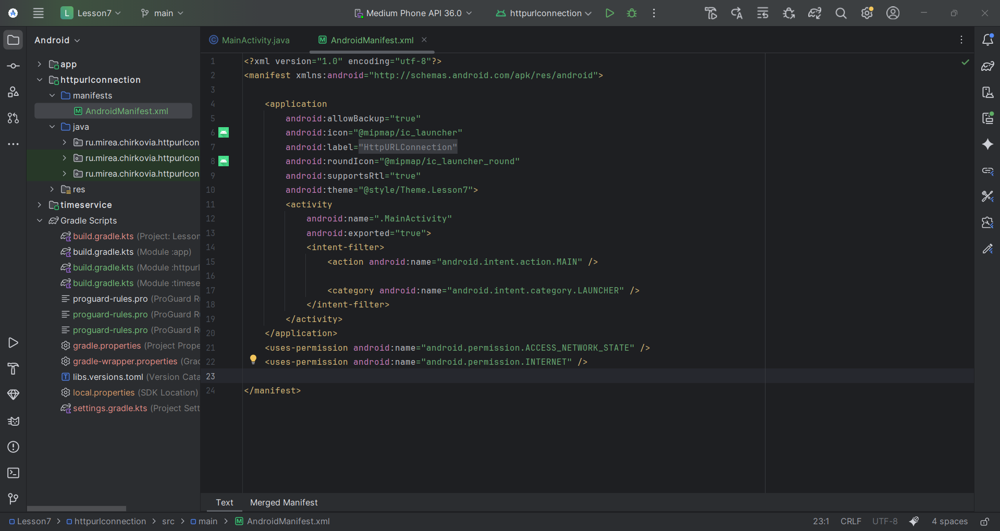 L Lesson7 main Medium Phone API 36.0 httpurlconnection
Android
MainActivity.java AndroidManifest.xml
app
httpurlconnection
manifests
AndroidManifest.xml
java
ru.mirea.chirkovia.httpurlcon
ru.mirea.chirkovia.httpurlcon
ru.mirea.chirkovia.httpurlcon
res
timeservice
Gradle Scripts
build.gradle.kts (Project: Lesson
build.gradle.kts (Module :app)
build.gradle.kts (Module :httpurl
build.gradle.kts (Module :timese
proguard-rules.pro (ProGuard Ru
proguard-rules.pro (ProGuard Ru
proguard-rules.pro (ProGuard Ru
gradle.properties (Project Prope
gradle-wrapper.properties (Grad
libs.versions.toml (Version Cata
local.properties (SDK Location)
settings.gradle.kts (Project Sett
1 <?xml version="1.0" encoding="utf-8"?>
2 <manifest xmlns:android="http://schemas.android.com/apk/res/android">
3
4 <application
5 android:allowBackup="true"
6 android:icon="@mipmap/ic_launcher"
7 android:label="HttpURLConnection"
8 android:roundIcon="@mipmap/ic_launcher_round"
9 android:supportsRtl="true"
10 android:theme="@style/Theme.Lesson7">
11 <activity
12 android:name=".MainActivity"
13 android:exported="true">
14 <intent-filter>
15 <action android:name="android.intent.action.MAIN" />
16
17 <category android:name="android.intent.category.LAUNCHER" />
18 </intent-filter>
19 </activity>
20 </application>
21 <uses-permission android:name="android.permission.ACCESS_NETWORK_STATE" />
22 <uses-permission android:name="android.permission.INTERNET" />
23
24 </manifest>
Text Merged Manifest
Lesson7 > httpurlconnection > src > main > AndroidManifest.xml 23:1 CRLF UTF-8 4 spaces